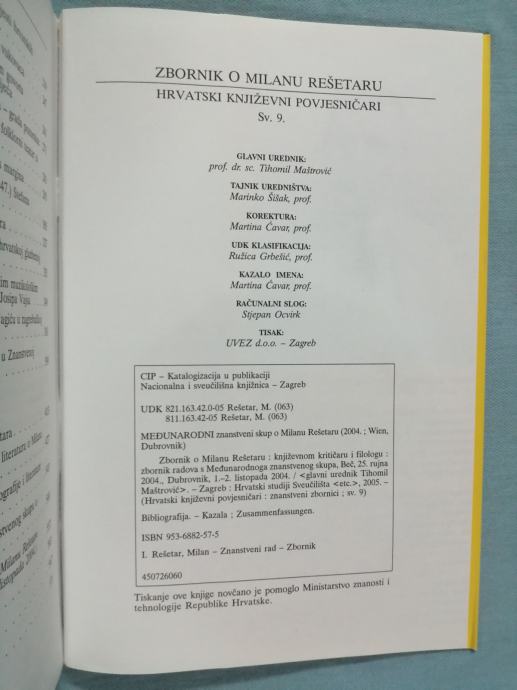 ZBORNIK O MILANU REŠETARU
HRVATSKI KNJIŽEVNI POVJESNIČARI
Sv. 9.
GLAVNI UREDNIK:
prof. dr. sc. Tihomil Maštrović
TAJNIK UREDNIŠTVA:
Marinko Šišak, prof.
KOREKTURA:
Martina Ćavar, prof.
UDK KLASIFIKACIJA:
Ružica Grbešić, prof.
KAZALO IMENA:
Martina Ćavar, prof.
RAČUNALNI SLOG:
Stjepan Ocvirk
TISAK:
UVEZ d.o.o. – Zagreb
CIP – Katalogizacija u publikaciji
Nacionalna i sveučilišna knjižnica – Zagreb
UDK 821.163.42.0-05 Rešetar, M. (063)
811.163.42-05 Rešetar, M. (063)
MEĐUNARODNI znanstveni skup o Milanu Rešetaru (2004. ; Wien,
Dubrovnik)
Zbornik o Milanu Rešetaru : književnom kritičaru i filologu :
zbornik radova s Međunarodnoga znanstvenog skupa, Beč, 25. rujna
2004., Dubrovnik, 1.–2. listopada 2004. / <glavni urednik Tihomil
Maštrović>. – Zagreb : Hrvatski studiji Sveučilišta <etc.>, 2005. –
(Hrvatski književni povjesničari : znanstveni zbornici ; sv. 9)
Bibliografija. – Kazala ; Zusammenfassungen.
ISBN 953-6882-57-5
I. Rešetar, Milan – Znanstveni rad – Zbornik
450726060
Tiskanje ove knjige novčano je pomoglo Ministarstvo znanosti i
tehnologije Republike Hrvatske.